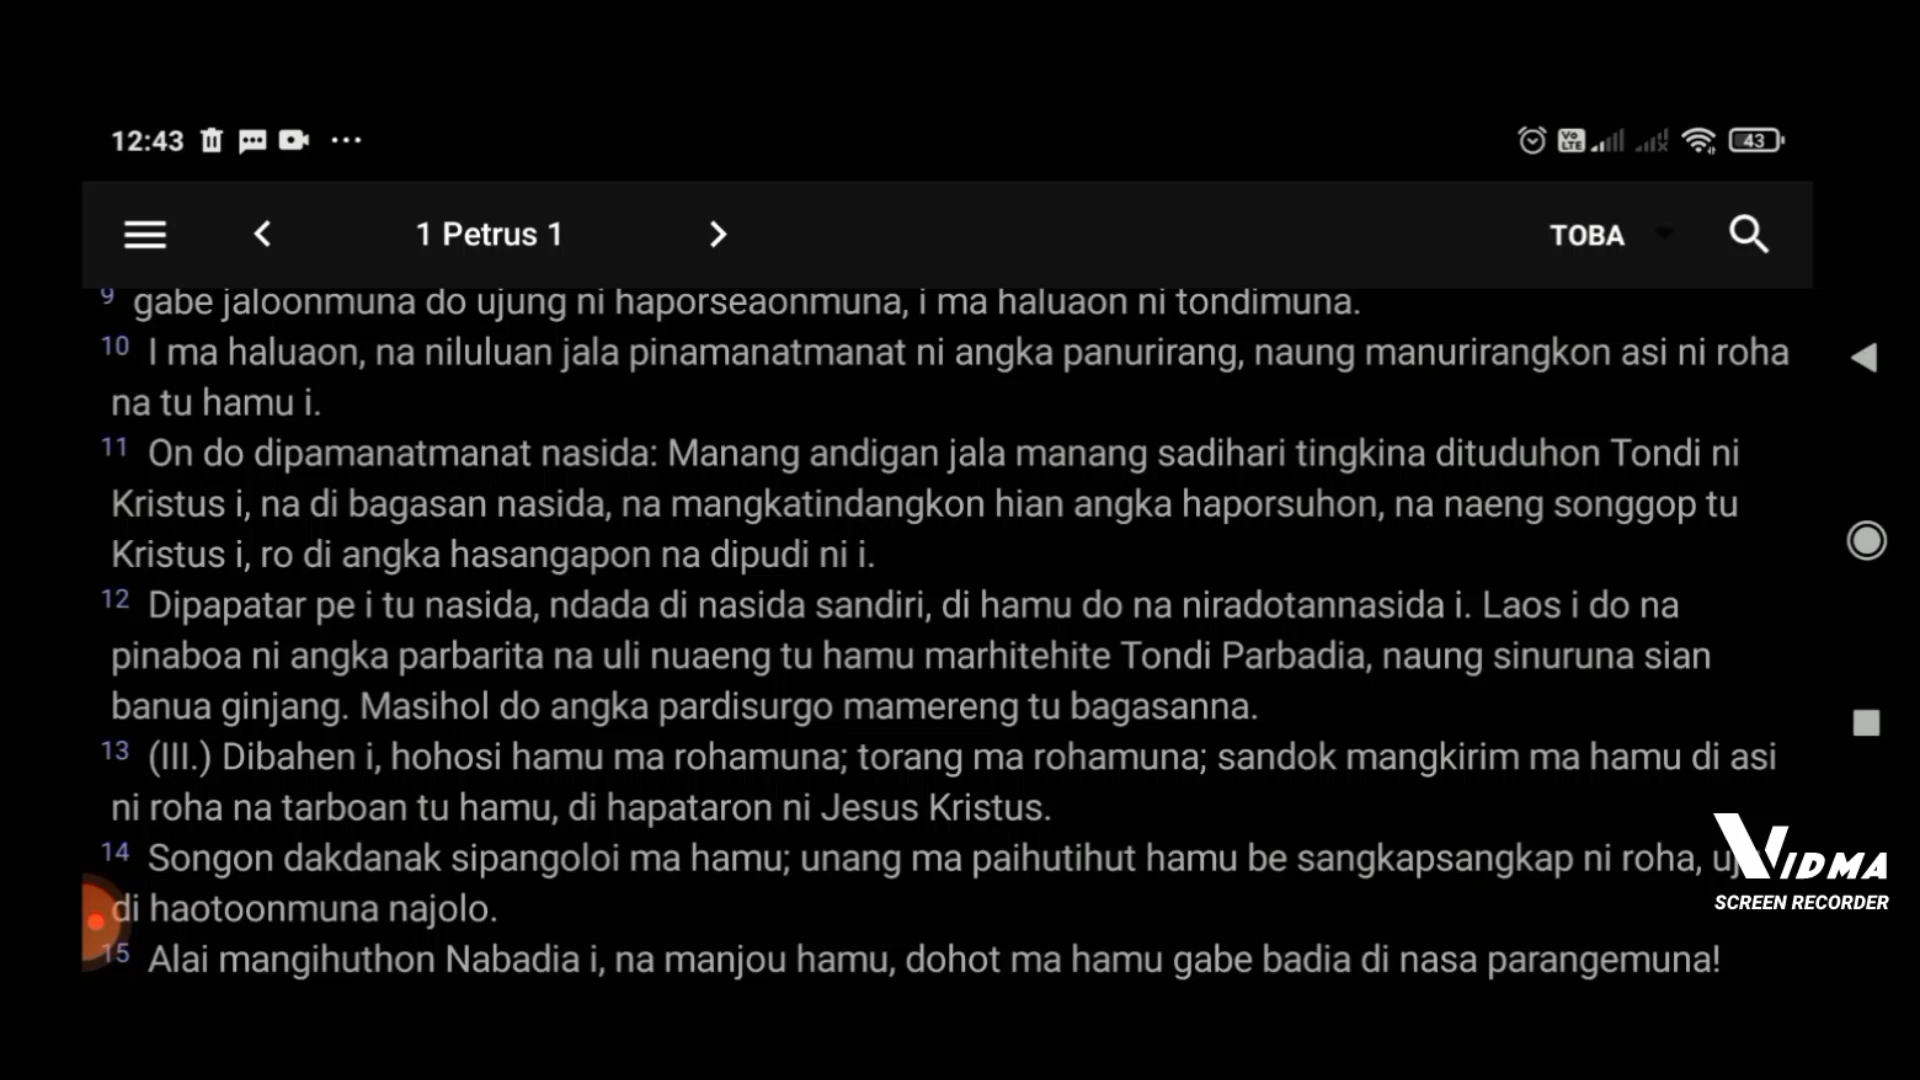 12:43
43
1 Petrus 1
TOBA
9 gabe jaloonmuna do ujung ni haporseaonmuna, i ma haluaon ni tondimuna.
10 I ma haluaon, na niluluan jala pinamanatmanat ni angka panurirang, naung manurirangkon asi ni roha
na tu hamu i.
11 On do dipamanatmanat nasida: Manang andigan jala manang sadihari tingkina dituduhon Tondi ni
Kristus i, na di bagasan nasida, na mangkatindangkon hian angka haporsuhon, na naeng songgop tu
Kristus i, ro di angka hasangapon na dipudi ni i.
12 Dipapatar pe i tu nasida, ndada di nasida sandiri, di hamu do na niradotannasida i. Laos i do na
pinaboa ni angka parbarita na uli nuaeng tu hamu marhitehite Tondi Parbadia, naung sinuruna sian
banua ginjang. Masihol do angka pardisurgo mamereng tu bagasanna.
13 (III.) Dibahen i, hohosi hamu ma rohamuna; torang ma rohamuna; sandok mangkirim ma hamu di asi
ni roha na tarboan tu hamu, di hapataron ni Jesus Kristus.
14 Songon dakdanak sipangoloi ma hamu; unang ma paihutihut hamu be sangkapsangkap ni roha,
di haotoonmuna najolo.
15 Alai mangihuthon Nabadia i, na manjou hamu, dohot ma hamu gabe badia di nasa parangemuna!
VIDMA
SCREEN RECORDER